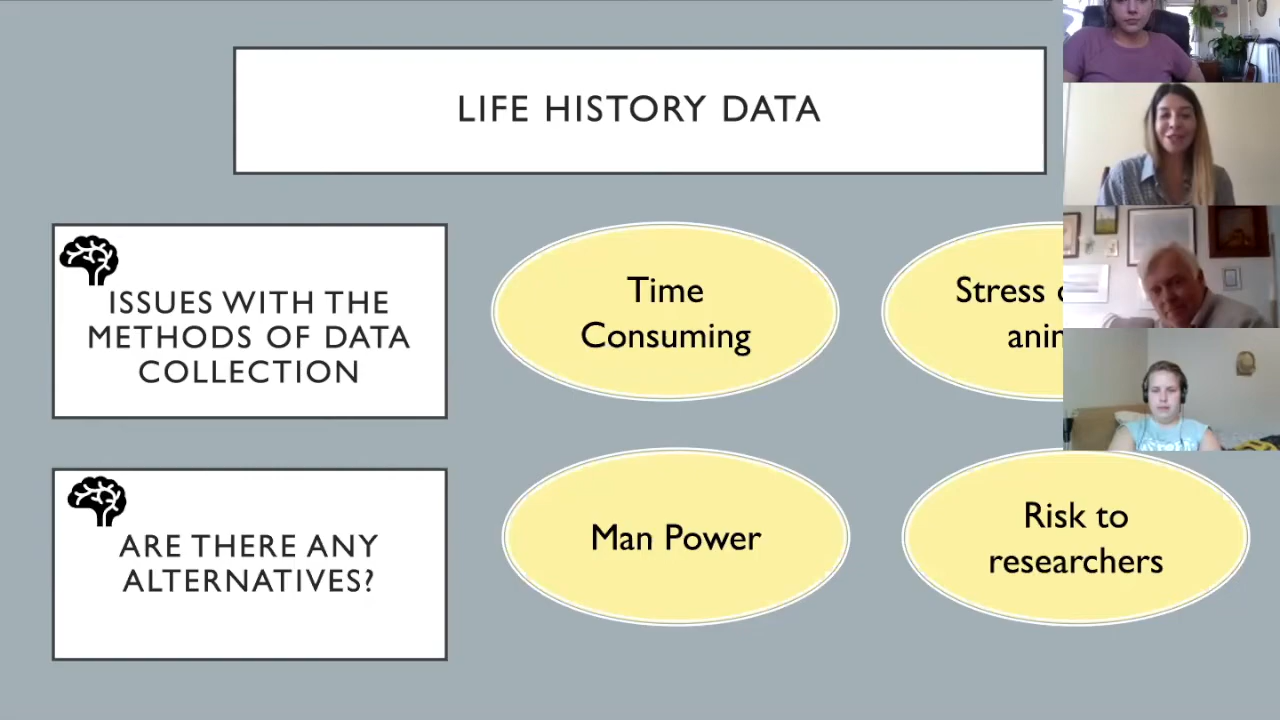 LIFE HISTORY DATA
ISSUES WITH THE
METHODS OF DATA
COLLECTION
Time
Consuming
Stress
ARE THERE ANY
ALTERNATIVES?
Man Power
Risk to
researchers